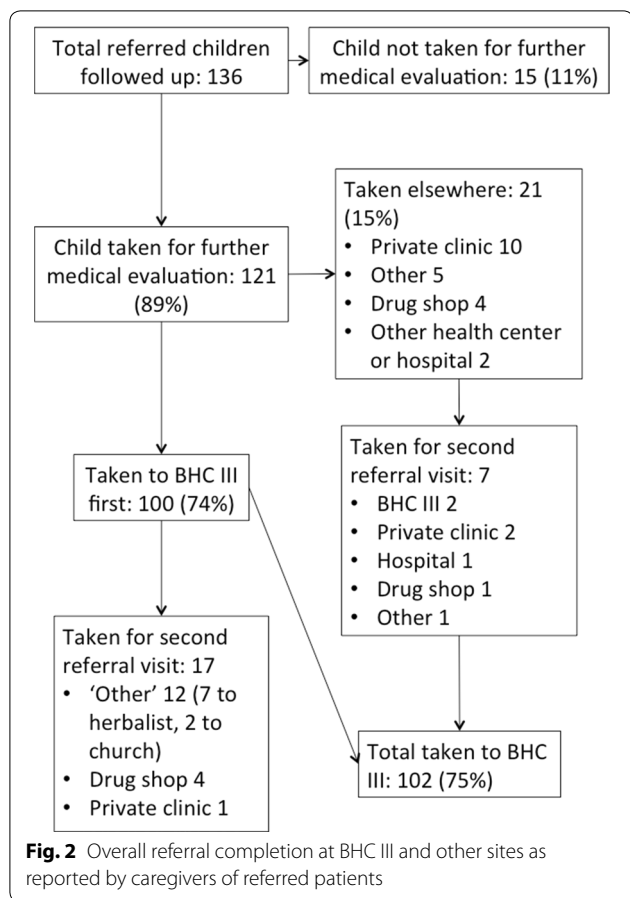 Total referred children
followed up: 136
Child not taken for further
medical evaluation: 15 (11%)
Child taken for further
medical evaluation: 121
(89%)
Taken elsewhere: 21
(15%)
• Private clinic 10
• Other 5
• Drug shop 4
• Other health center
or hospital 2
Taken to BHC III
first: 100 (74%)
Taken for second
referral visit: 7
• BHC III 2
• Private clinic 2
• Hospital 1
• Drug shop 1
• Other 1
Taken for second
referral visit: 17
• ‘Other’ 12 (7 to
herbalist, 2 to
church)
• Drug shop 4
• Private clinic 1
Total taken to BHC
III: 102 (75%)
Fig. 2 Overall referral completion at BHC III and other sites as
reported by caregivers of referred patients